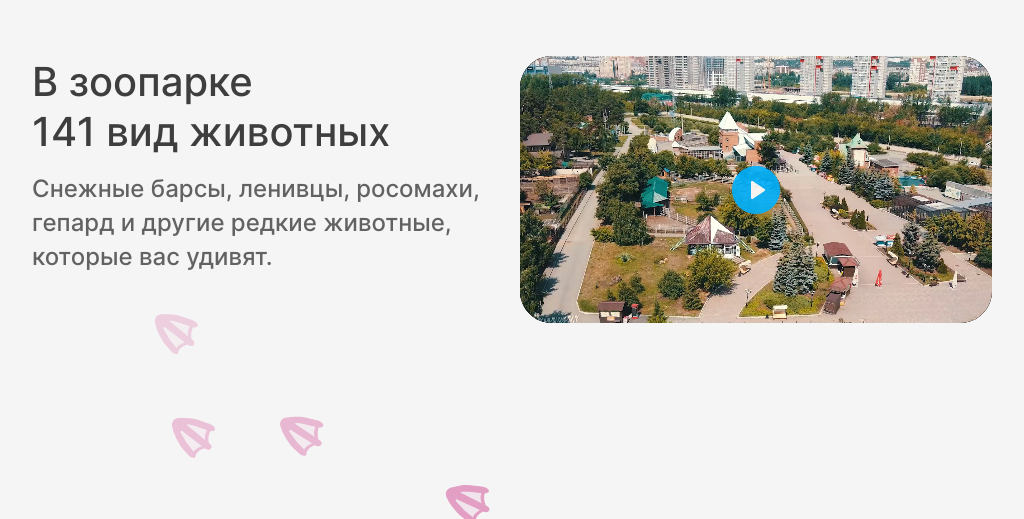 В зоопарке
141 вид животных
Снежные барсы, ленивцы, росомахи,
гепард и другие редкие животные,
которые вас удивят.